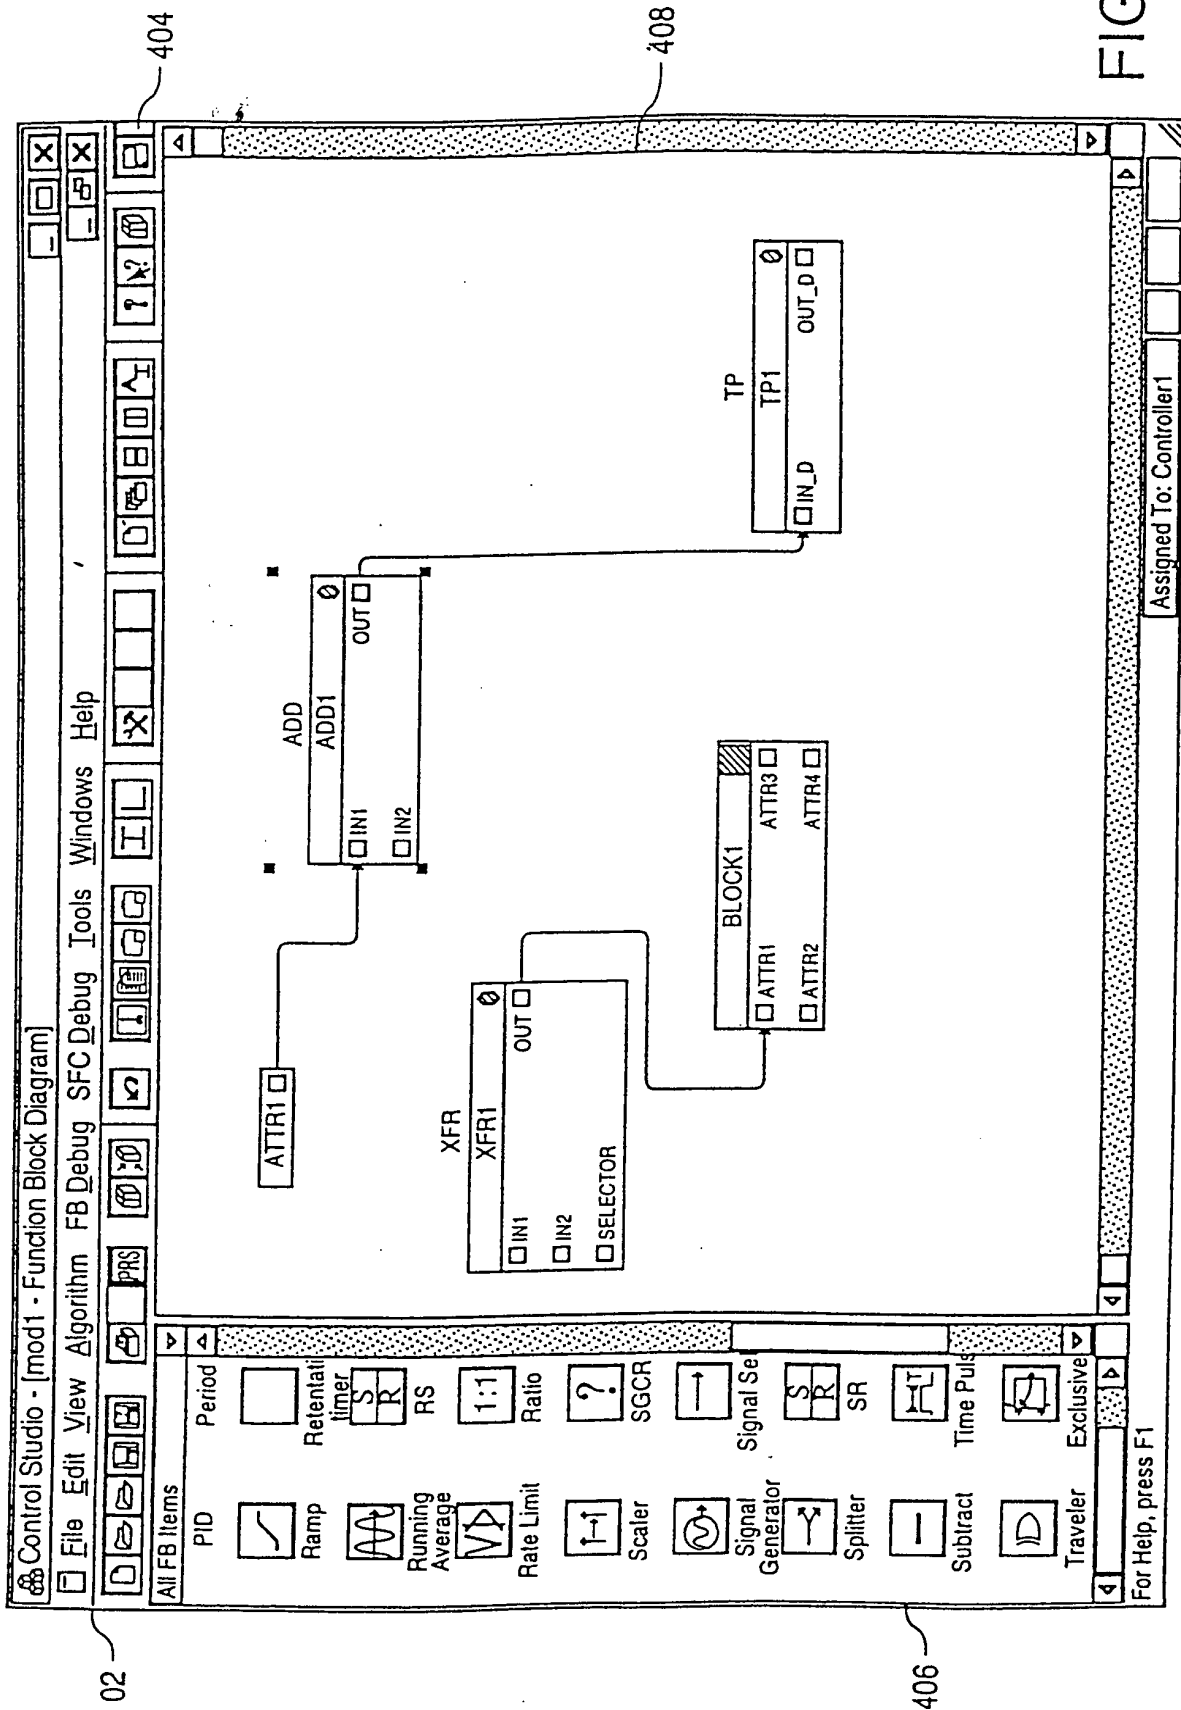 Control Studio - [mod1 - Function Block Diagram]
File Edit View Algorithm FB Debug SFC Debug Tools Windows Help
PRS
?
?
All FB Items
PID
Period
Ramp
Retentati
timer
Running
Average
S
R
RS
Rate Limit
1:1
Ratio
Scaler
?
SGCR
Signal
Generator
Signal Se
Splitter
S
R
SR
Subtract
Time Puls
Traveler
Exclusive
ATTR1
ADD
ADD1
IN1
OUT
IN2
XFR
XFR1
IN1
OUT
IN2
SELECTOR
BLOCK1
ATTR1
ATTR3
ATTR2
ATTR4
TP
TP1
IN_D
OUT_D
For Help, press F1
Assigned To: Controller1
02
404
406
408
FIG